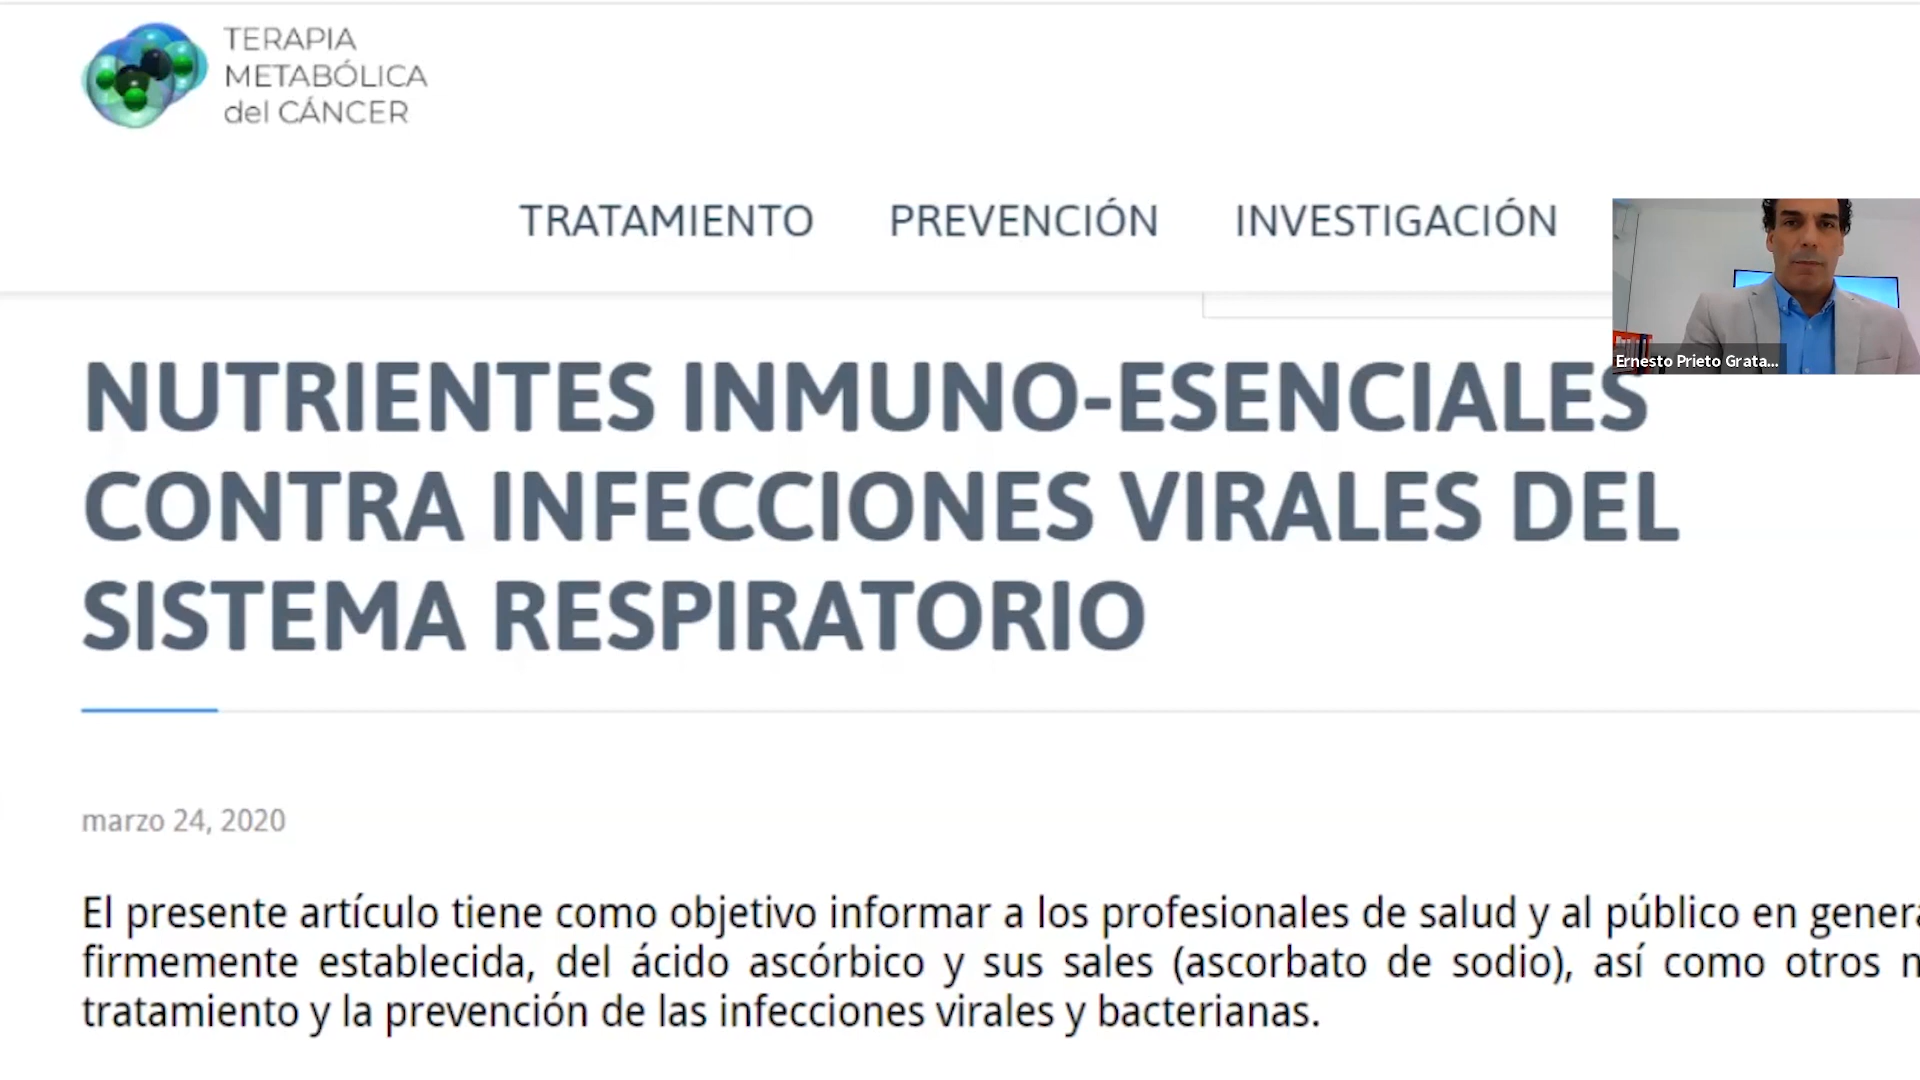 TERAPIA
METABÓLICA
del CÁNCER
TRATAMIENTO PREVENCIÓN INVESTIGACIÓN
Ernesto Prieto Grata...
NUTRIENTES INMUNO-ESENCIALES
CONTRA INFECCIONES VIRALES DEL
SISTEMA RESPIRATORIO
marzo 24, 2020
El presente artículo tiene como objetivo informar a los profesionales de salud y al público en
firmemente establecida, del ácido ascórbico y sus sales (ascorbato de sodio), así como otros
tratamiento y la prevención de las infecciones virales y bacterianas.